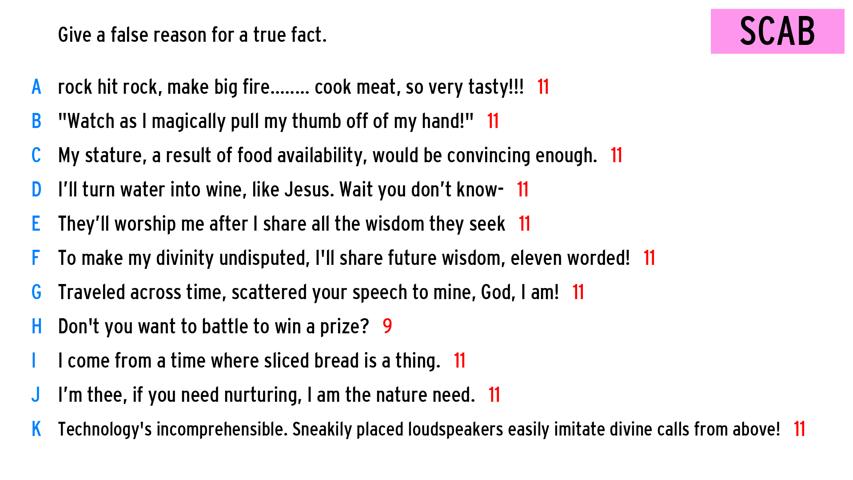 Give a false reason for a true fact.
SCAB
A rock hit rock, make big fire........ cook meat, so very tasty!!! 11
B "Watch as I magically pull my thumb off of my hand!" 11
C My stature, a result of food availability, would be convincing enough. 11
D I’ll turn water into wine, like Jesus. Wait you don’t know- 11
E They’ll worship me after I share all the wisdom they seek 11
F To make my divinity undisputed, I'll share future wisdom, eleven worded! 11
G Traveled across time, scattered your speech to mine, God, I am! 11
H Don't you want to battle to win a prize? 9
I I come from a time where sliced bread is a thing. 11
J I’m thee, if you need nurturing, I am the nature need. 11
K Technology's incomprehensible. Sneakily placed loudspeakers easily imitate divine calls from above! 11